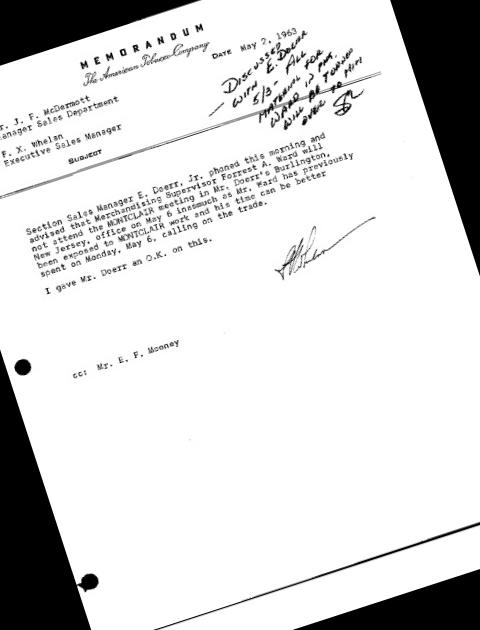 MEMORANDUM
The American Tobacco Company
DATE May 2, 1963
r. J. F. McDermott
anager Sales Department
F. X. Whelan
Executive Sales Manager
SUBJECT
DISCUSSED
WITH E. DOERR
5/3 - ALL
MATERIAL FOR
WARD IN PMT.
WILL BE TURNED
OVER TO HIM
Section Sales Manager E. Doerr, Jr. phoned this morning and
advised that Merchandising Supervisor Forrest A. Ward will
not attend the MONTCLAIR meeting in Mr. Doerr's Burlington,
New Jersey, office on May 6 insasmuch as Mr. Ward has previously
been exposed to MONTCLAIR work and his time can be better
spent on Monday, May 6, calling on the trade.
I gave Mr. Doerr an O.K. on this.
cc: Mr. E. F. Mooney